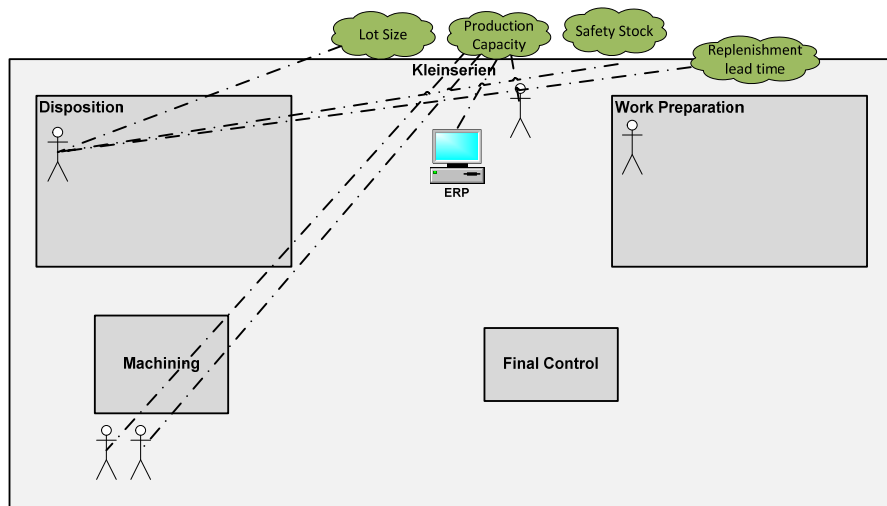 Lot Size
Production
Capacity
Safety Stock
Replenishment
lead time
Kleinserien
Disposition
Work Preparation
ERP
Machining
Final Control